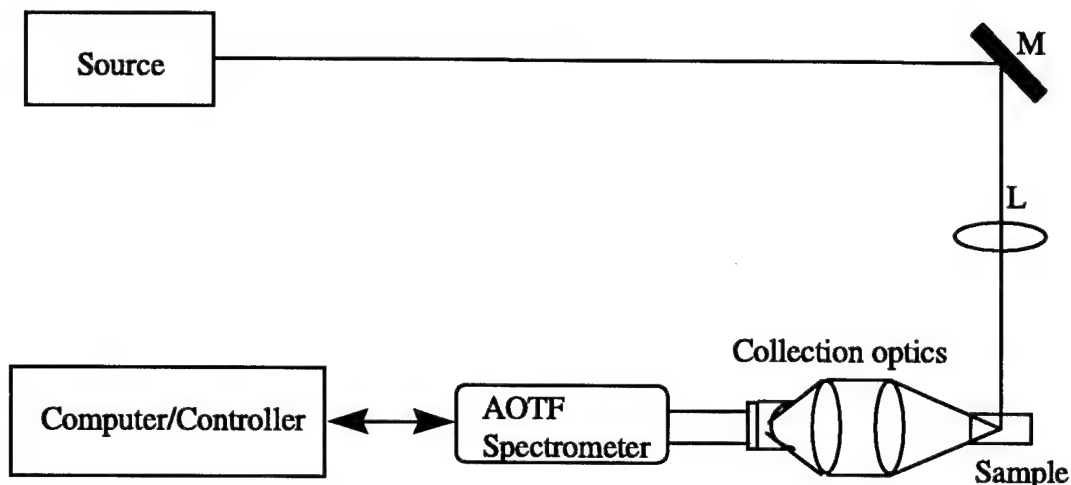 Source
M
L
Collection optics
Computer/Controller
AOTF
Spectrometer
Sample